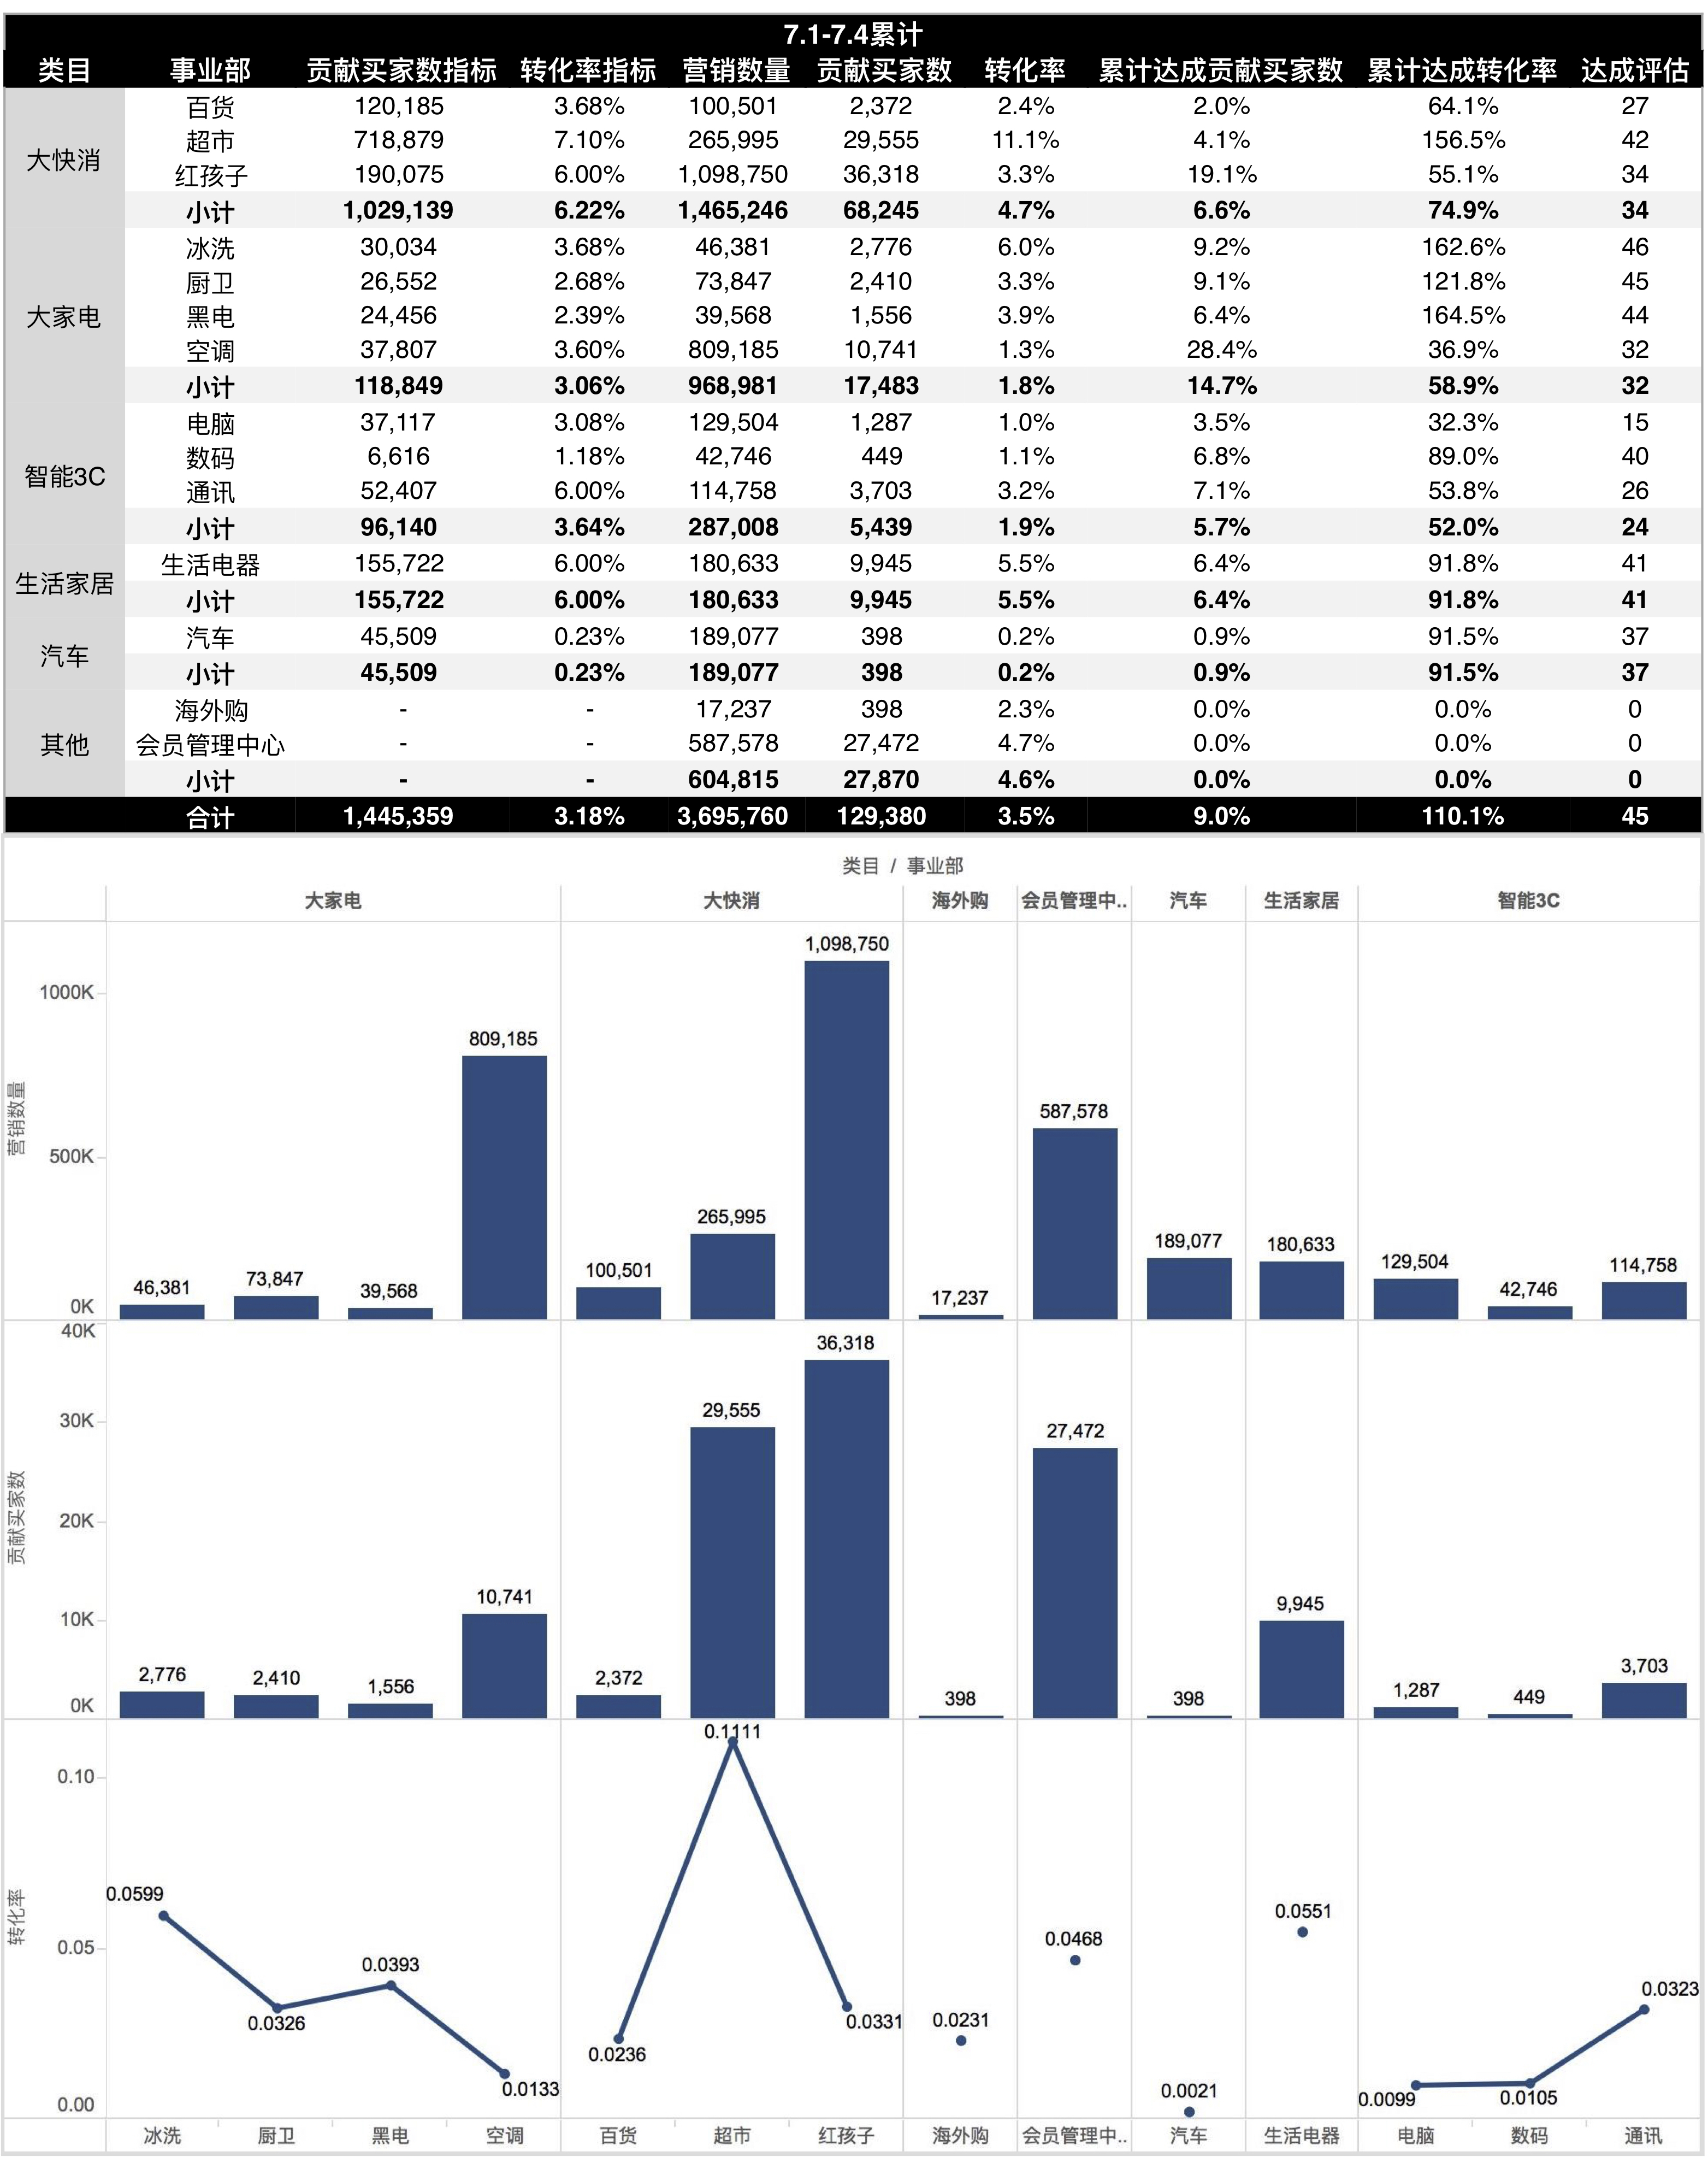 7.1-7.4累计
类目 事业部 贡献买家数指标 转化率指标 营销数量 贡献买家数 转化率 累计达成贡献买家数 累计达成转化率 达成评估
大快消 百货 120,185 3.68% 100,501 2,372 2.4% 2.0% 64.1% 27
超市 718,879 7.10% 265,995 29,555 11.1% 4.1% 156.5% 42
红孩子 190,075 6.00% 1,098,750 36,318 3.3% 19.1% 55.1% 34
小计 1,029,139 6.22% 1,465,246 68,245 4.7% 6.6% 74.9% 34
大家电 冰洗 30,034 3.68% 46,381 2,776 6.0% 9.2% 162.6% 46
厨卫 26,552 2.68% 73,847 2,410 3.3% 9.1% 121.8% 45
黑电 24,456 2.39% 39,568 1,556 3.9% 6.4% 164.5% 44
空调 37,807 3.60% 809,185 10,741 1.3% 28.4% 36.9% 32
小计 118,849 3.06% 968,981 17,483 1.8% 14.7% 58.9% 32
智能3C 电脑 37,117 3.08% 129,504 1,287 1.0% 3.5% 32.3% 15
数码 6,616 1.18% 42,746 449 1.1% 6.8% 89.0% 40
通讯 52,407 6.00% 114,758 3,703 3.2% 7.1% 53.8% 26
小计 96,140 3.64% 287,008 5,439 1.9% 5.7% 52.0% 24
生活家居 生活电器 155,722 6.00% 180,633 9,945 5.5% 6.4% 91.8% 41
小计 155,722 6.00% 180,633 9,945 5.5% 6.4% 91.8% 41
汽车 汽车 45,509 0.23% 189,077 398 0.2% 0.9% 91.5% 37
小计 45,509 0.23% 189,077 398 0.2% 0.9% 91.5% 37
其他 海外购 - - 17,237 398 2.3% 0.0% 0.0% 0
会员管理中心 - - 587,578 27,472 4.7% 0.0% 0.0% 0
小计 - - 604,815 27,870 4.6% 0.0% 0.0% 0
合计 1,445,359 3.18% 3,695,760 129,380 3.5% 9.0% 110.1% 45
类目 / 事业部
大家电 大快消 海外购 会员管理中.. 汽车 生活家居 智能3C
营销数量
1000K
500K
0K
46,381 73,847 39,568 809,185 100,501 265,995 1,098,750 17,237 587,578 189,077 180,633 129,504 42,746 114,758
贡献买家数
40K
30K
20K
10K
0K
2,776 2,410 1,556 10,741 2,372 29,555 36,318 398 27,472 398 9,945 1,287 449 3,703
转化率
0.10
0.05
0.00
0.0599 0.0326 0.0393 0.0133 0.0236 0.1111 0.0331 0.0231 0.0468 0.0021 0.0551 0.0099 0.0105 0.0323
冰洗 厨卫 黑电 空调 百货 超市 红孩子 海外购 会员管理中.. 汽车 生活电器 电脑 数码 通讯